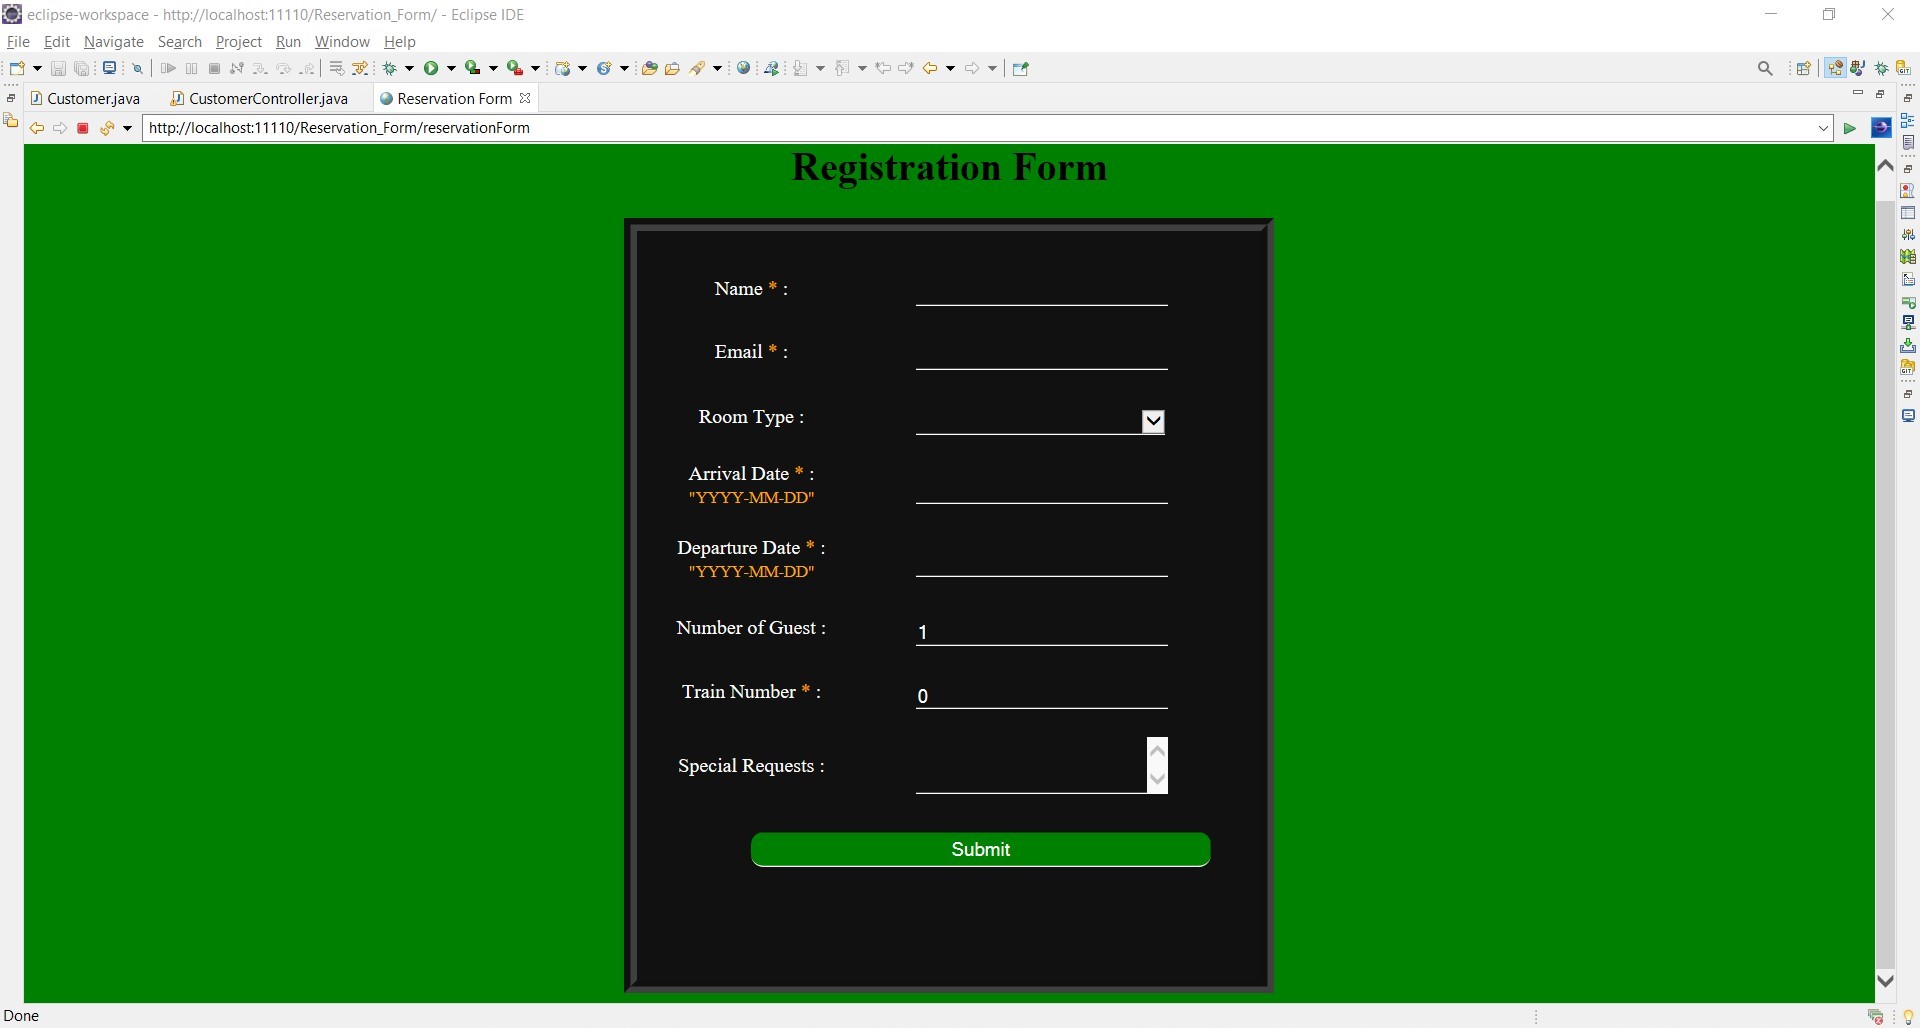 eclipse-workspace - http://localhost:11110/Reservation_Form/ - Eclipse IDE
File Edit Navigate Search Project Run Window Help
Customer.java CustomerController.java Reservation Form
http://localhost:11110/Reservation_Form/reservationForm
Registration Form
Name * :
Email * :
Room Type :
Arrival Date * :
"YYYY-MM-DD"
Departure Date * :
"YYYY-MM-DD"
Number of Guest : 1
Train Number * : 0
Special Requests :
Submit
Done